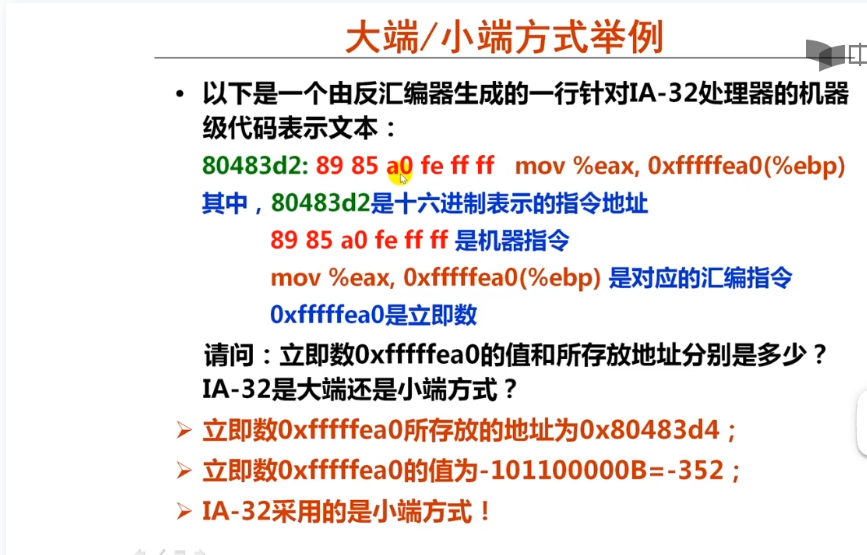 大端/小端方式举例
• 以下是一个由反汇编器生成的一行针对IA-32处理器的机器
级代码表示文本：
80483d2: 89 85 a0 fe ff ff mov %eax, 0xfffffea0(%ebp)
其中，80483d2是十六进制表示的指令地址
89 85 a0 fe ff ff 是机器指令
mov %eax, 0xfffffea0(%ebp) 是对应的汇编指令
0xfffffea0是立即数
请问：立即数0xfffffea0的值和所存放地址分别是多少？
IA-32是大端还是小端方式？
➢ 立即数0xfffffea0所存放的地址为0x80483d4；
➢ 立即数0xfffffea0的值为-101100000B=-352；
➢ IA-32采用的是小端方式！